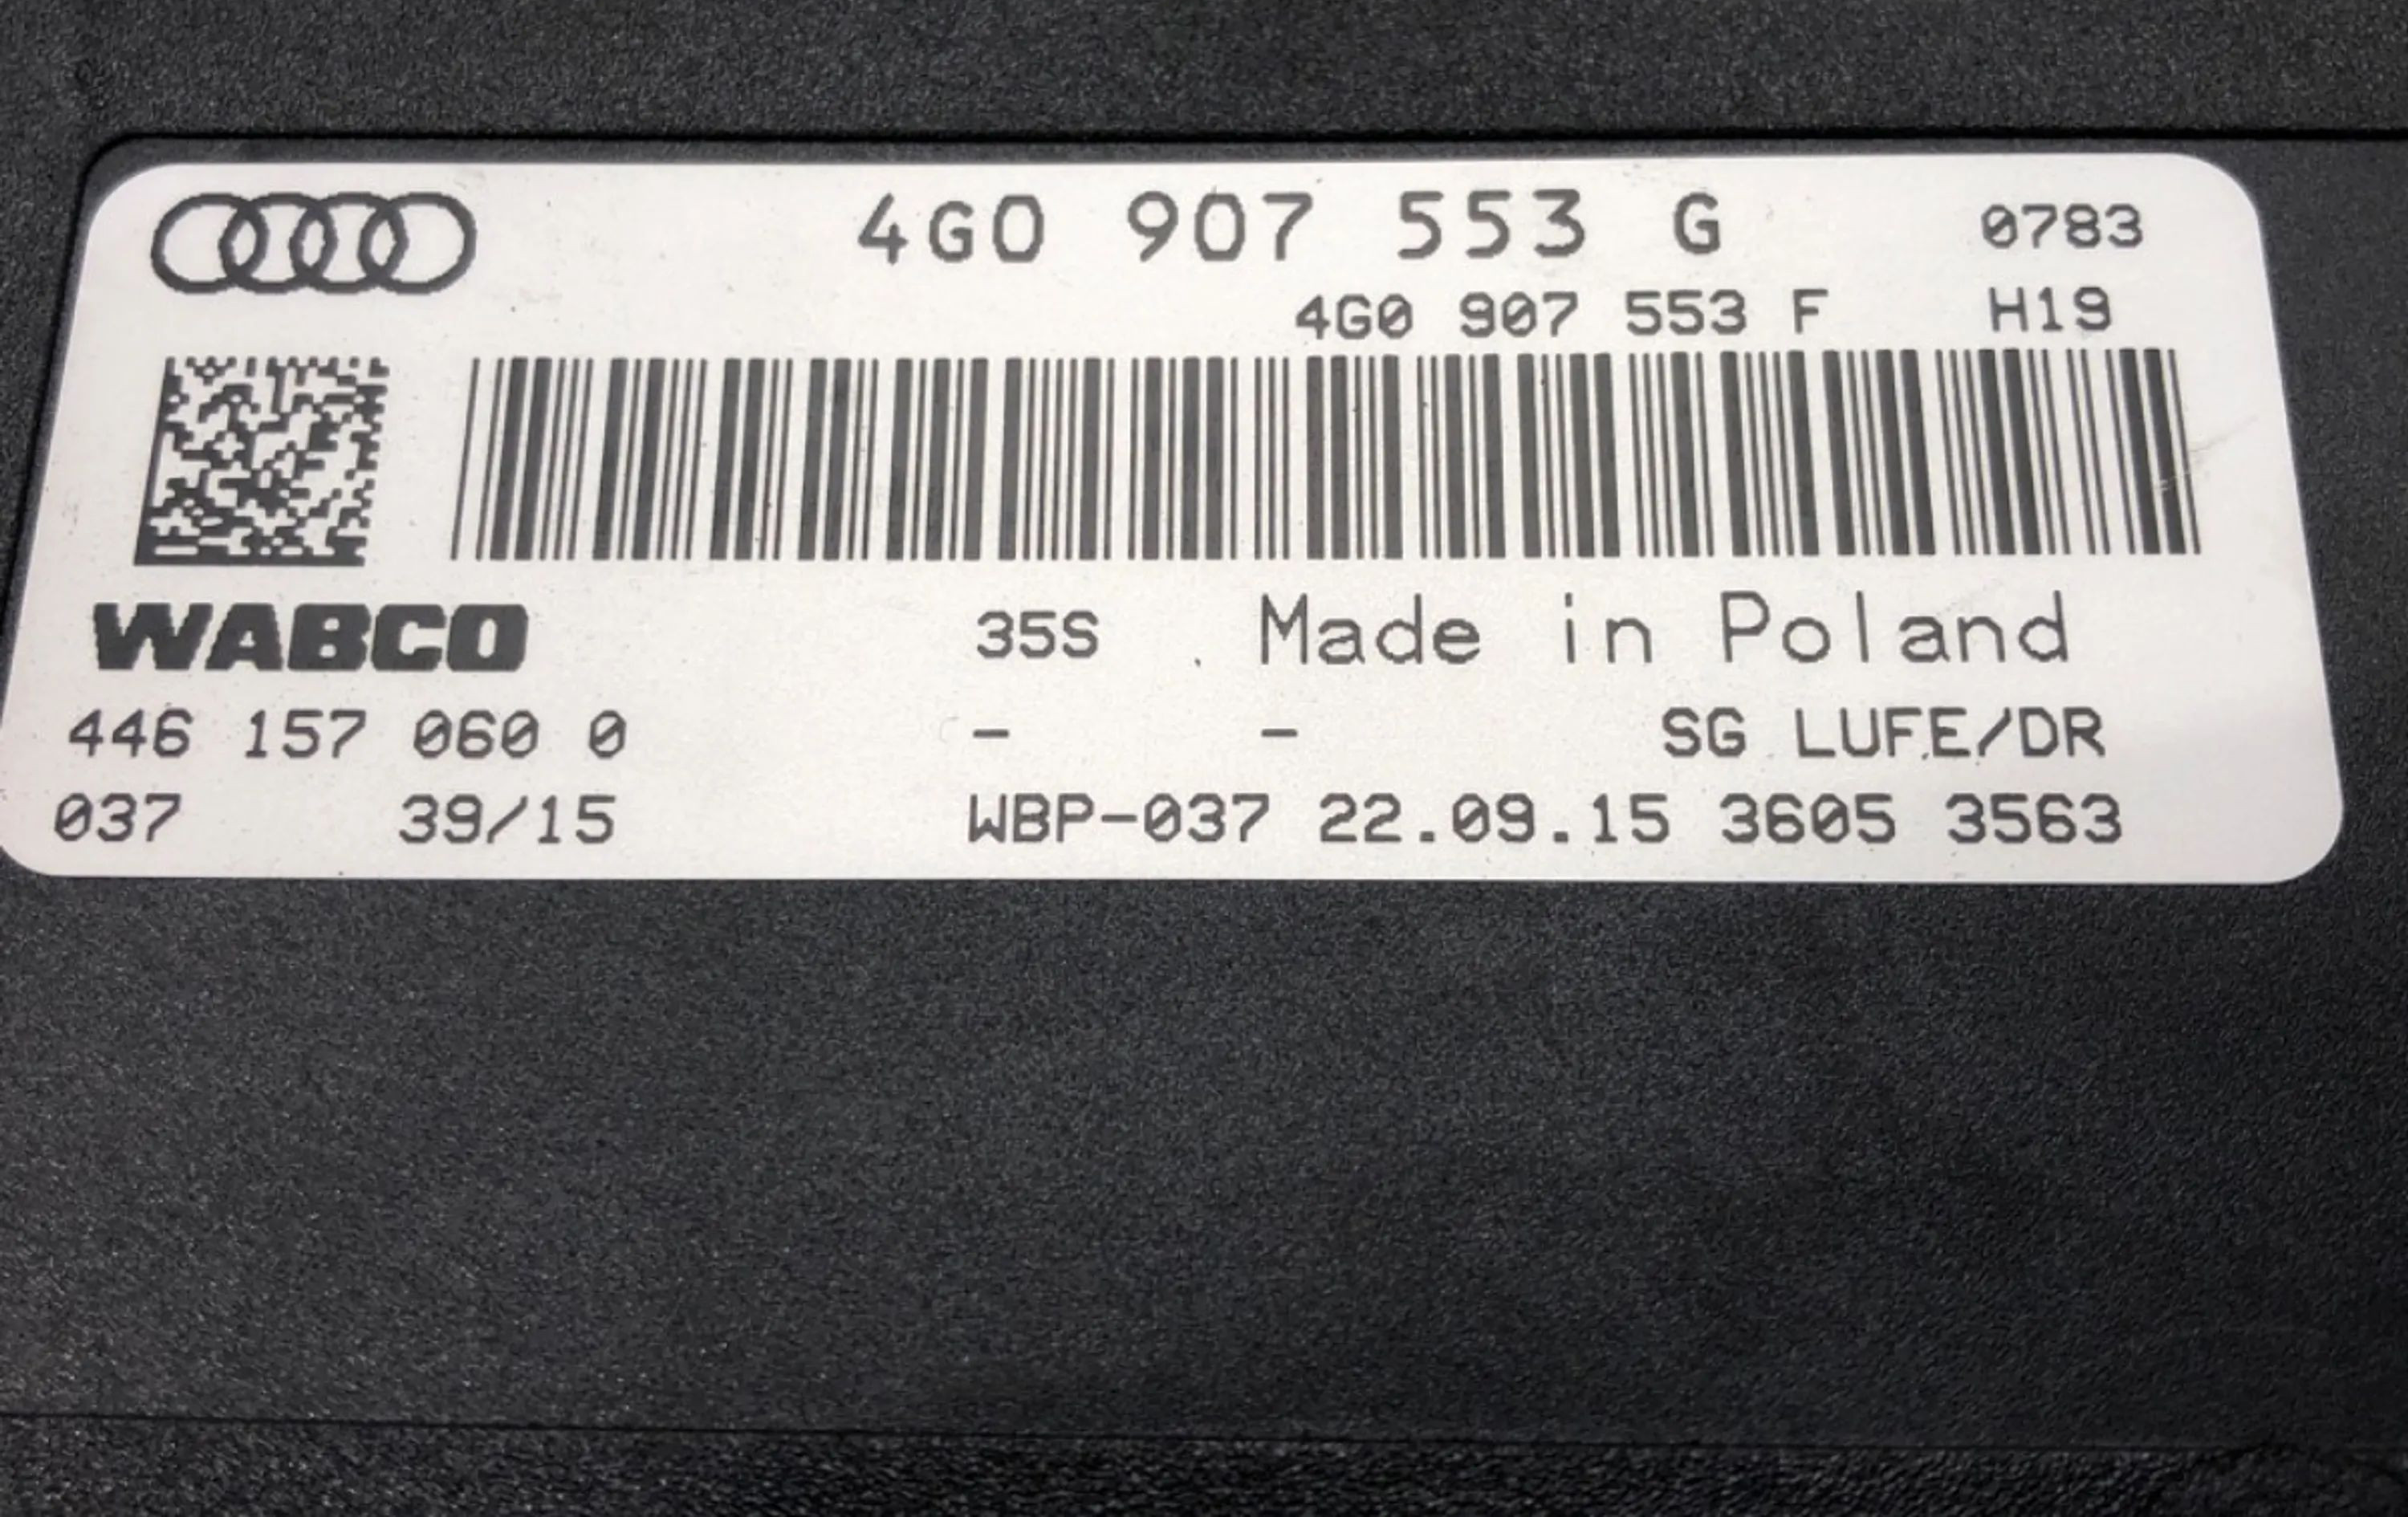 4G0 907 553 G 0783
4G0 907 553 F H19
WABCO 35S Made in Poland
446 157 060 0 - - SG LUFE/DR
037 39/15 WBP-037 22.09.15 3605 3563